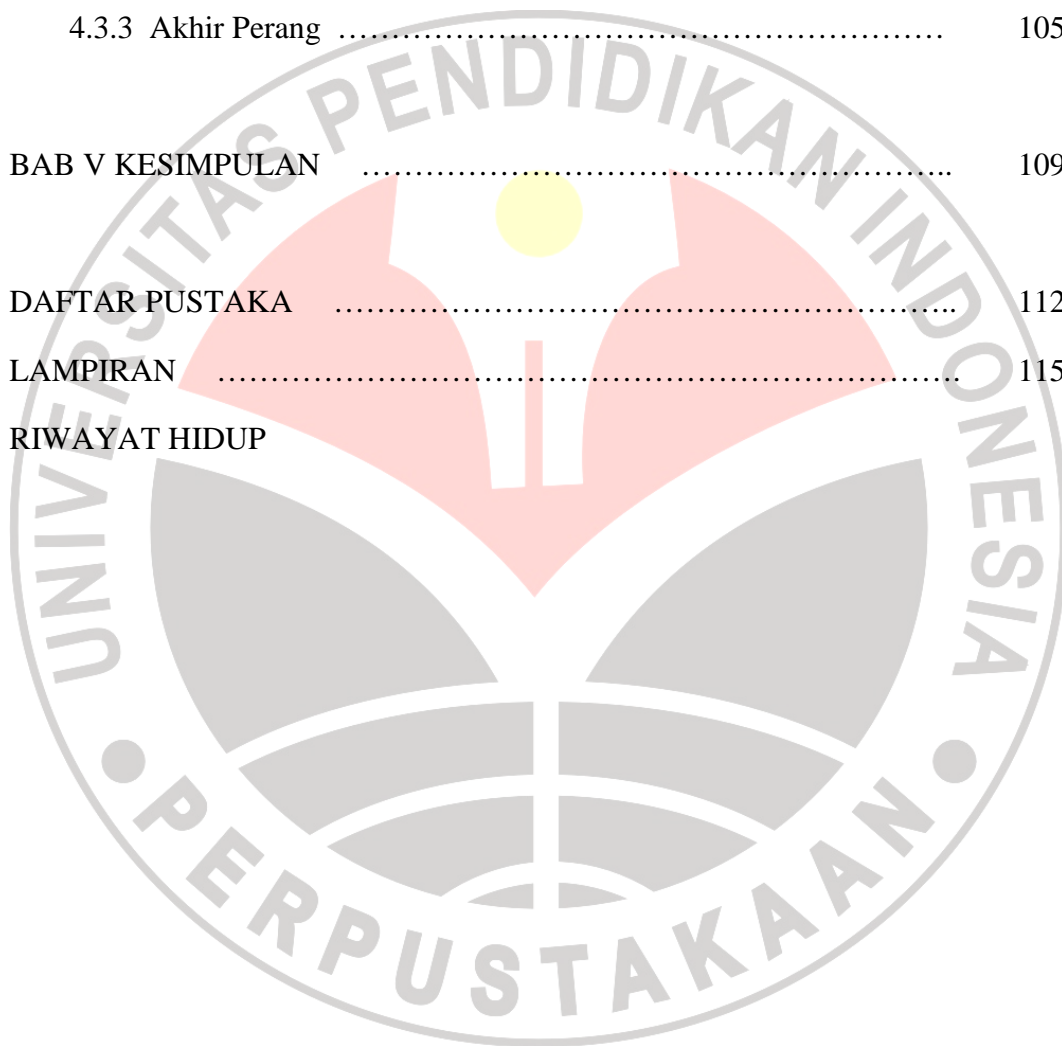 4.3.3 Akhir Perang ………………………………………………… 105
BAB V KESIMPULAN ……………………………………………….. 109
DAFTAR PUSTAKA ………………………………………………….. 112
LAMPIRAN …………………………………………………………….. 115
RIWAYAT HIDUP
UNIVERSITAS PENDIDIKAN INDONESIA
PERPUSTAKAAN